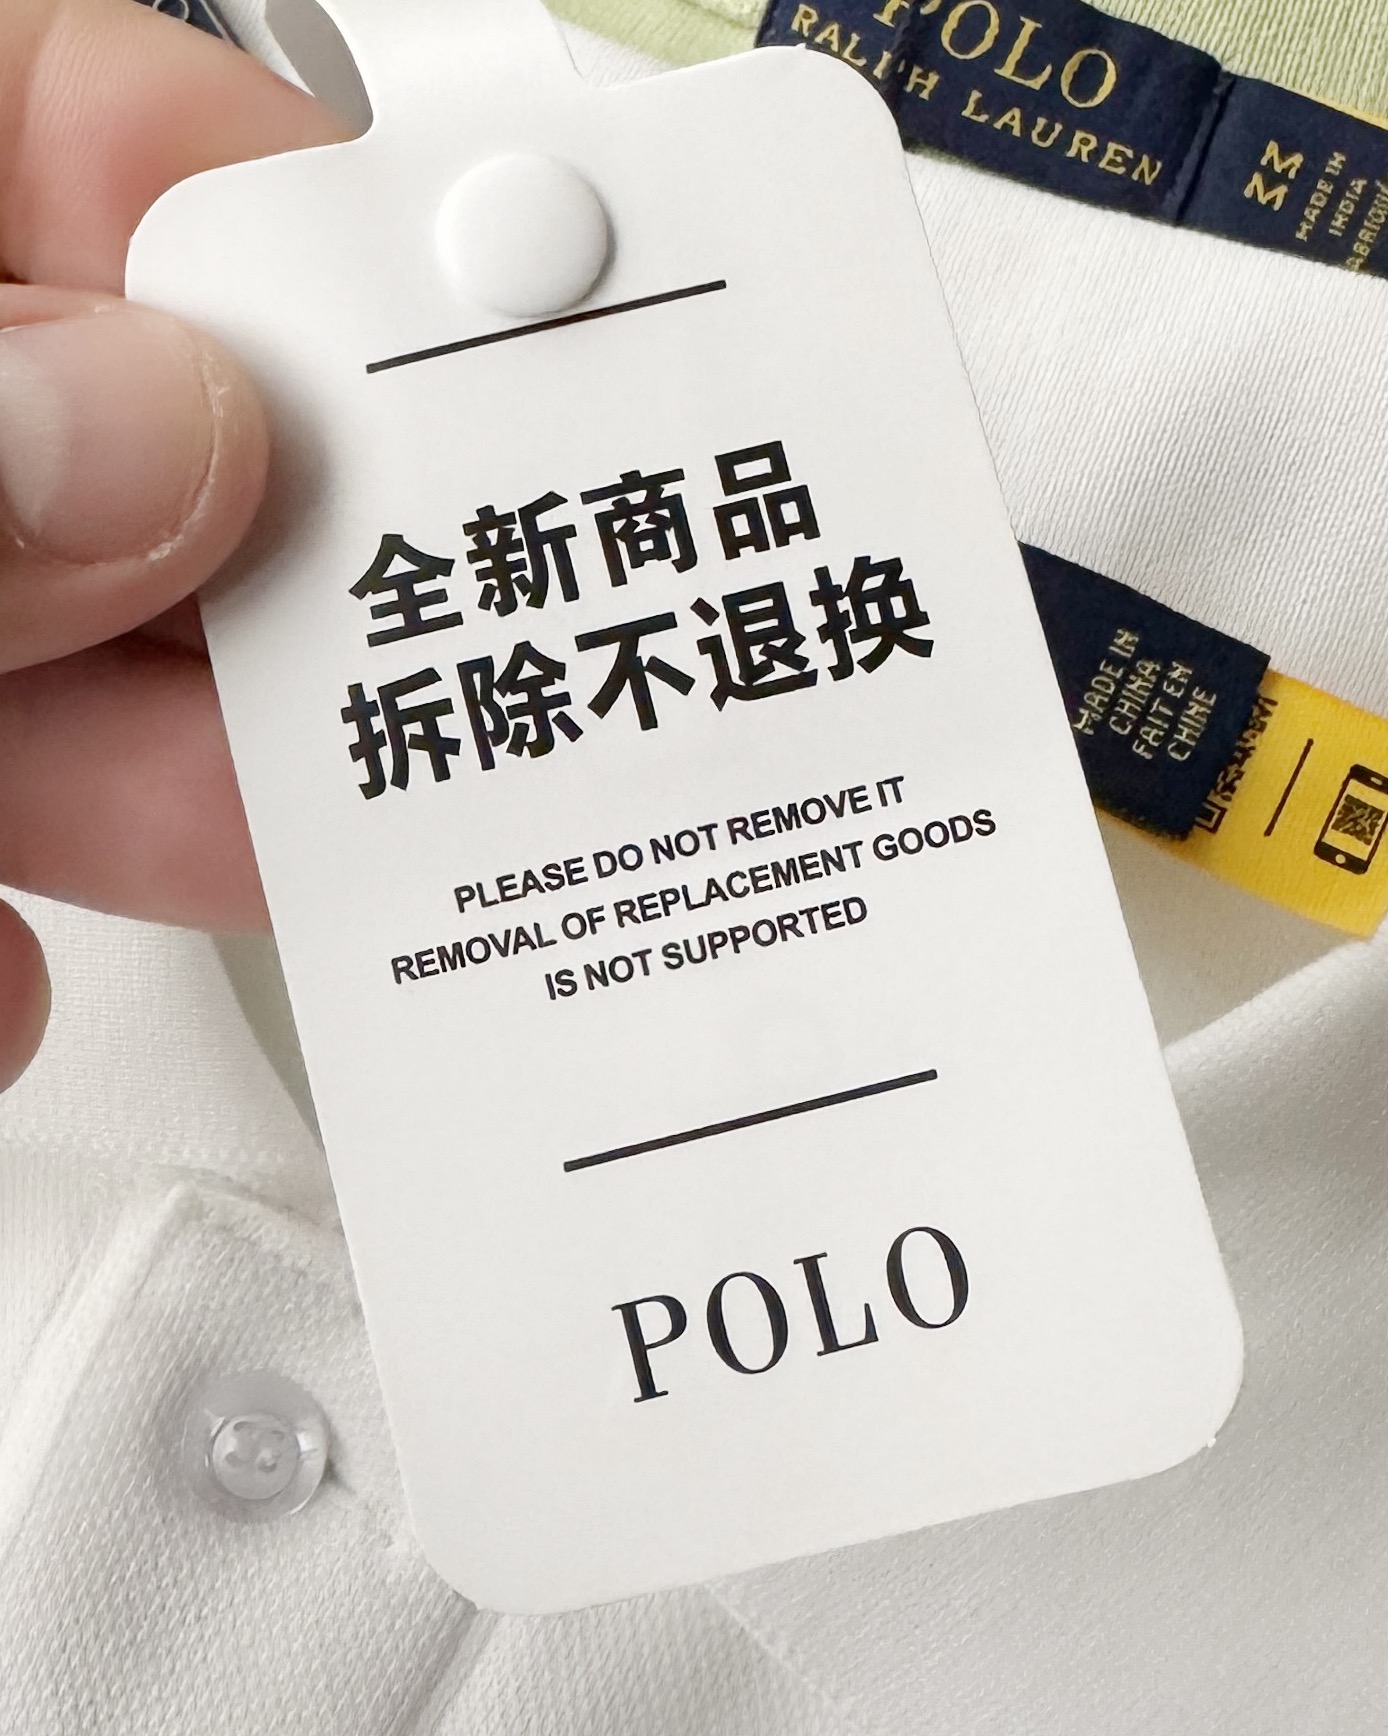 POLO
RALPH LAUREN
M
M
MADE IN
INDIA
全新商品
拆除不退换
MADE IN
CHINA
FAIT EN
CHINE
PLEASE DO NOT REMOVE IT
REMOVAL OF REPLACEMENT GOODS
IS NOT SUPPORTED
POLO